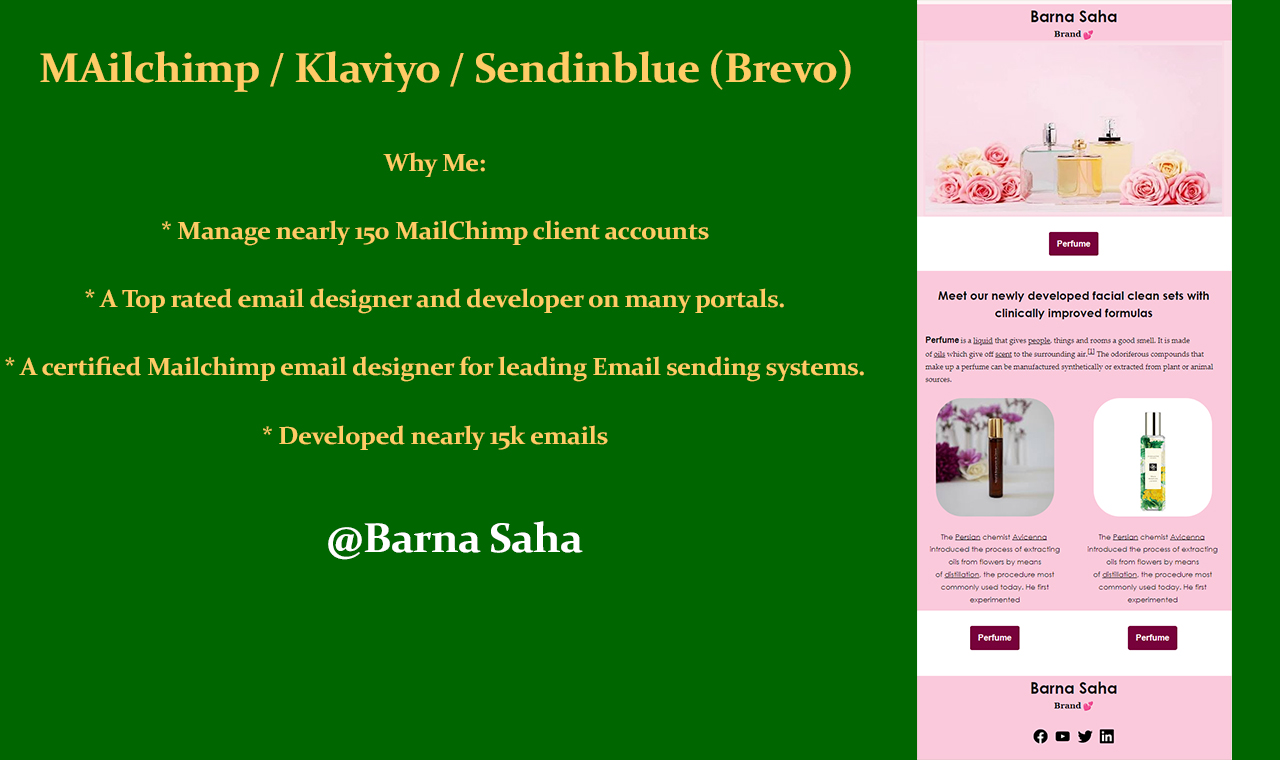 MAilchimp / Klaviyo / Sendinblue (Brevo)
Why Me:
* Manage nearly 150 MailChimp client accounts
* A Top rated email designer and developer on many portals.
* A certified Mailchimp email designer for leading Email sending systems.
* Developed nearly 15k emails
@Barna Saha
Barna Saha
Brand 💕
Perfume
Meet our newly developed facial clean sets with
clinically improved formulas
Perfume is a liquid that gives people, things and rooms a good smell. It is made
of oils which give off scent to the surrounding air.[1] The odoriferous compounds that
make up a perfume can be manufactured synthetically or extracted from plant or animal
sources.
The Persian chemist Avicenna
introduced the process of extracting
oils from flowers by means
of distillation, the procedure most
commonly used today. He first
experimented
Perfume
The Persian chemist Avicenna
introduced the process of extracting
oils from flowers by means
of distillation, the procedure most
commonly used today. He first
experimented
Perfume
Barna Saha
Brand 💕